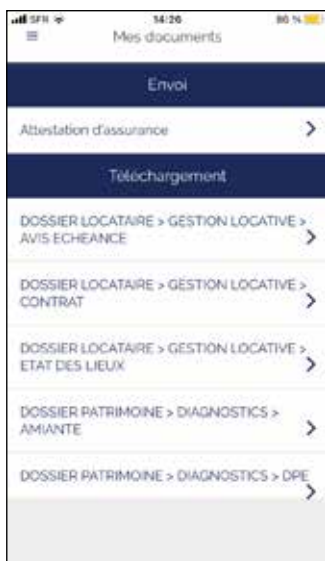 SFR 14:26 86 %
Mes documents
Envoi
Attestation d'assurance
Téléchargement
DOSSIER LOCATAIRE > GESTION LOCATIVE >
AVIS ECHEANCE
DOSSIER LOCATAIRE > GESTION LOCATIVE >
CONTRAT
DOSSIER LOCATAIRE > GESTION LOCATIVE >
ETAT DES LIEUX
DOSSIER PATRIMOINE > DIAGNOSTICS >
AMIANTE
DOSSIER PATRIMOINE > DIAGNOSTICS > DPE